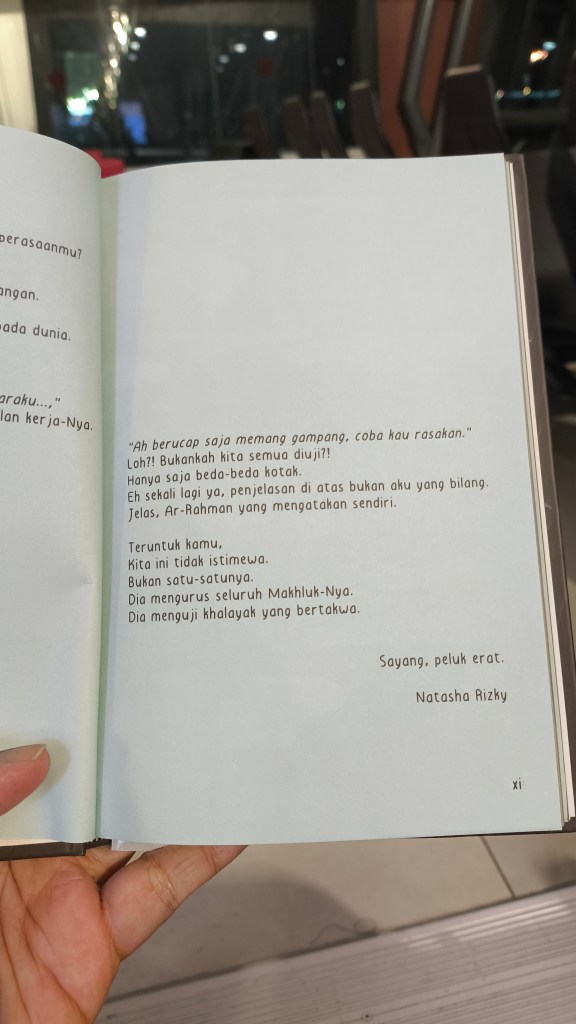 perasaanmu?
angan.
pada dunia.
araku...,"
lan kerja-Nya.
"Ah berucap saja memang gampang, coba kau rasakan."
Loh?! Bukankah kita semua diuji?!
Hanya saja beda-beda kotak.
Eh sekali lagi ya, penjelasan di atas bukan aku yang bilang.
Jelas, Ar-Rahman yang mengatakan sendiri.
Teruntuk kamu,
Kita ini tidak istimewa.
Bukan satu-satunya.
Dia mengurus seluruh Makhluk-Nya.
Dia menguji khalayak yang bertakwa.
Sayang, peluk erat.
Natasha Rizky
xi